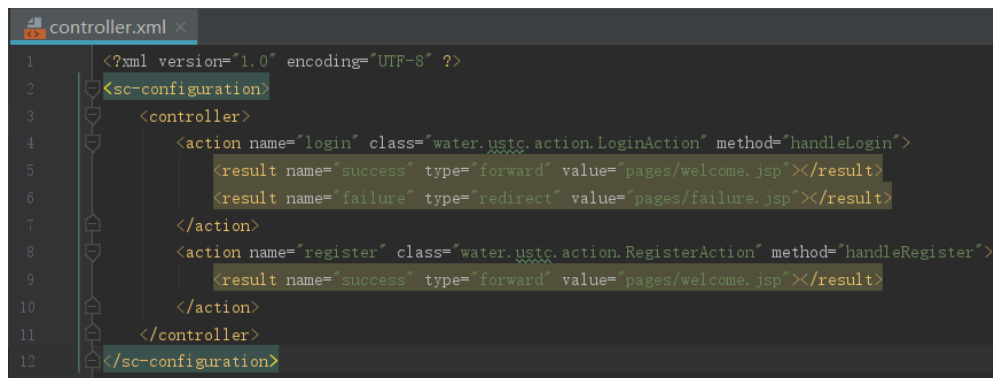 controller.xml ×
1 <?xml version="1.0" encoding="UTF-8" ?>
2 <sc-configuration>
3 <controller>
4 <action name="login" class="water.ustc.action.LoginAction" method="handleLogin">
5 <result name="success" type="forward" value="pages/welcome.jsp"></result>
6 <result name="failure" type="redirect" value="pages/failure.jsp"></result>
7 </action>
8 <action name="register" class="water.ustc.action.RegisterAction" method="handleRegister">
9 <result name="success" type="forward" value="pages/welcome.jsp"></result>
10 </action>
11 </controller>
12 </sc-configuration>